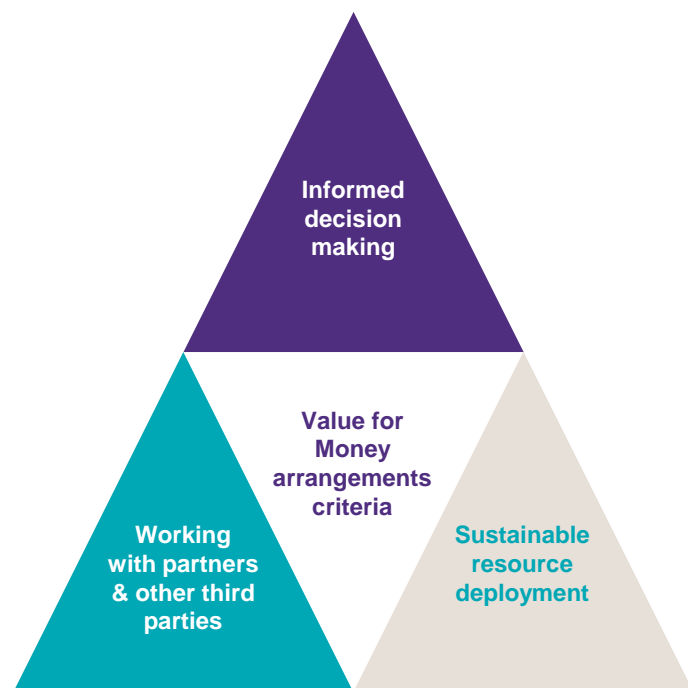 Informed
decision
making
Value for
Money
arrangements
criteria
Working
with partners
& other third
parties
Sustainable
resource
deployment